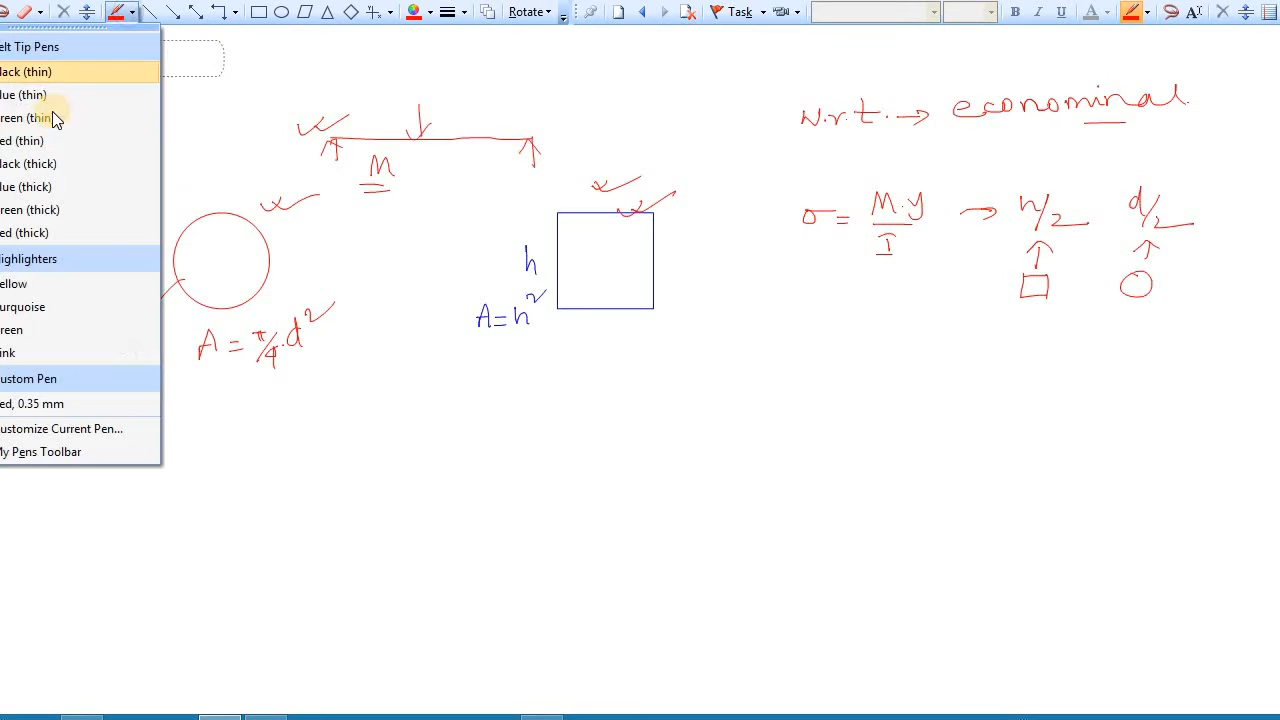 Rotate
Task
B I U
elt Tip Pens
lack (thin)
lue (thin)
reen (thin
ed (thin)
lack (thick)
lue (thick)
reen (thick)
ed (thick)
ighlighters
ellow
urquoise
reen
ink
ustom Pen
ed, 0.35 mm
ustomize Current Pen...
My Pens Toolbar
M
A = π/4.d²
h
A=h²
w.r.t. → econominal
σ = M.y/I → h/2 d/2